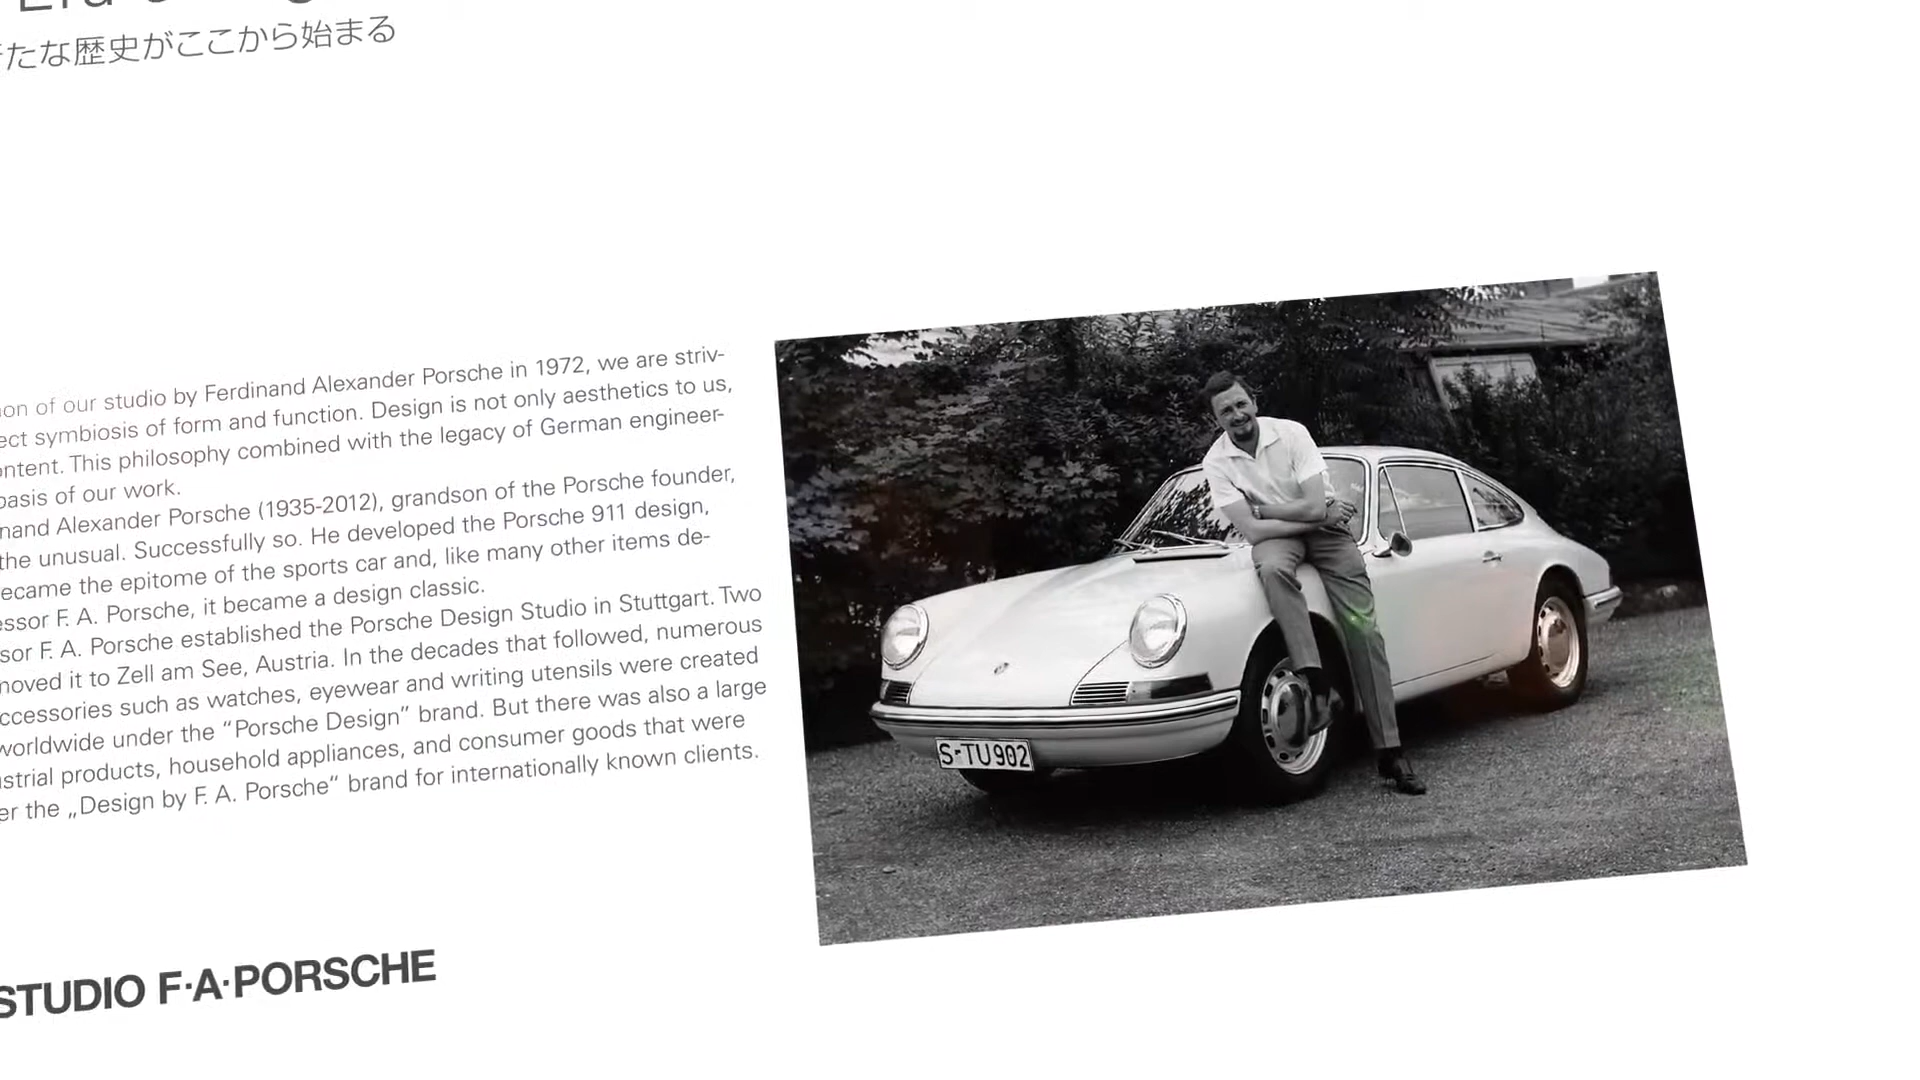 たな歴史がここから始まる
on of our studio by Ferdinand Alexander Porsche in 1972, we are striv-
ect symbiosis of form and function. Design is not only aesthetics to us,
ontent. This philosophy combined with the legacy of German engineer-
basis of our work.
nand Alexander Porsche (1935-2012), grandson of the Porsche founder,
the unusual. Successfully so. He developed the Porsche 911 design,
ecame the epitome of the sports car and, like many other items de-
essor F. A. Porsche, it became a design classic.
sor F. A. Porsche established the Porsche Design Studio in Stuttgart. Two
moved it to Zell am See, Austria. In the decades that followed, numerous
ccessories such as watches, eyewear and writing utensils were created
worldwide under the “Porsche Design” brand. But there was also a large
ustrial products, household appliances, and consumer goods that were
er the „Design by F. A. Porsche“ brand for internationally known clients.
S-TU902
STUDIO F·A·PORSCHE